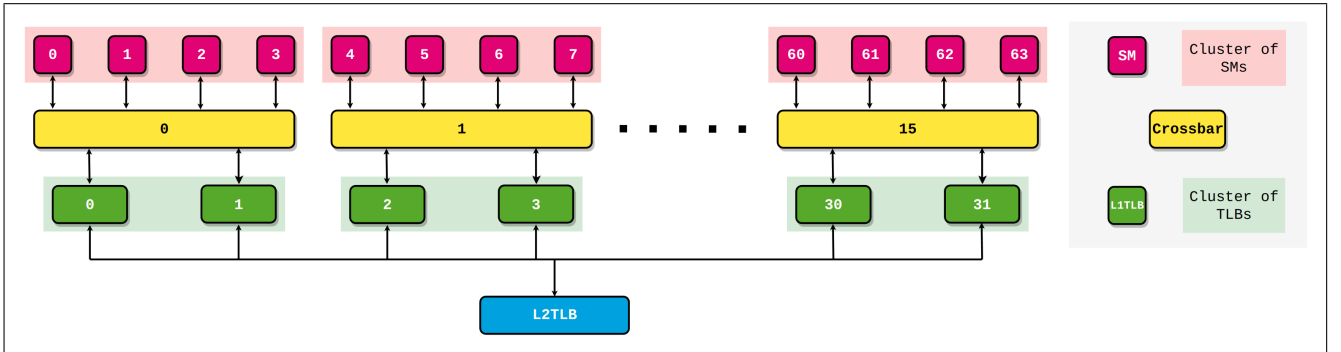 0 1 2 3 4 5 6 7 60 61 62 63 SM Cluster of
SMs
0 1 15 Crossbar
0 1 2 3 30 31 L1TLB Cluster of
TLBs
L2TLB